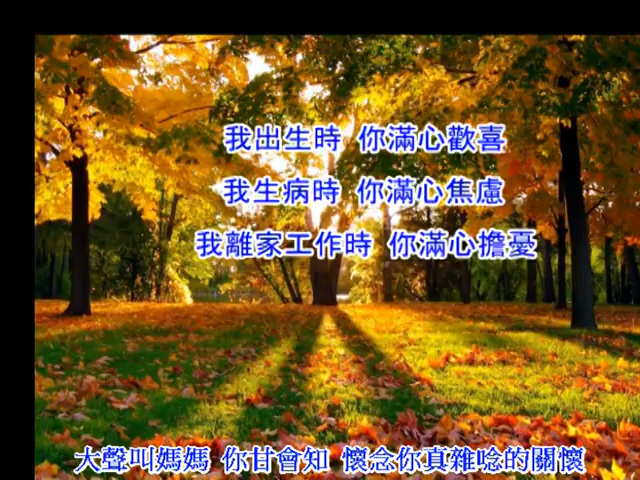 我出生時 你滿心歡喜
我生病時 你滿心焦慮
我離家工作時 你滿心擔憂
大聲叫媽媽 你甘會知 懷念你真雜唸的關懷